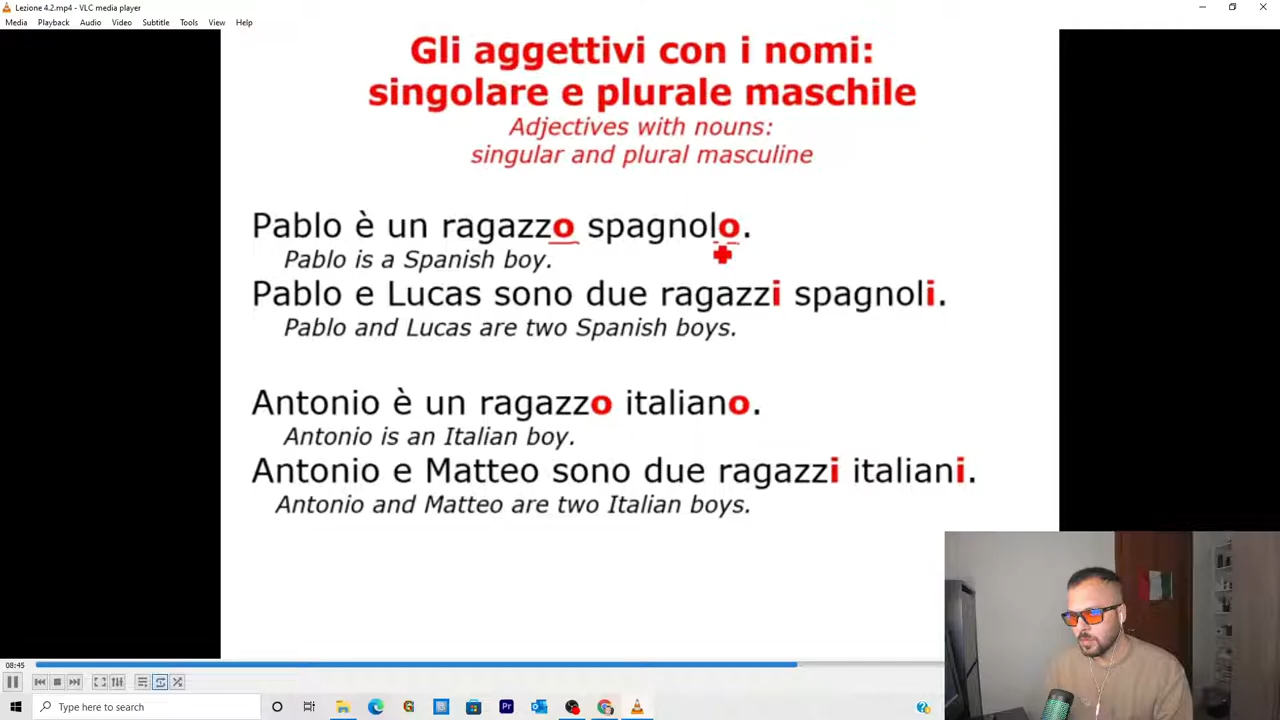 Lezione 4.2.mp4 - VLC media player
Media Playback Audio Video Subtitle Tools View Help
Gli aggettivi con i nomi:
singolare e plurale maschile
Adjectives with nouns:
singular and plural masculine
Pablo è un ragazzo spagnolo.
Pablo is a Spanish boy.
Pablo e Lucas sono due ragazzi spagnoli.
Pablo and Lucas are two Spanish boys.
Antonio è un ragazzo italiano.
Antonio is an Italian boy.
Antonio e Matteo sono due ragazzi italiani.
Antonio and Matteo are two Italian boys.
08:45
Type here to search